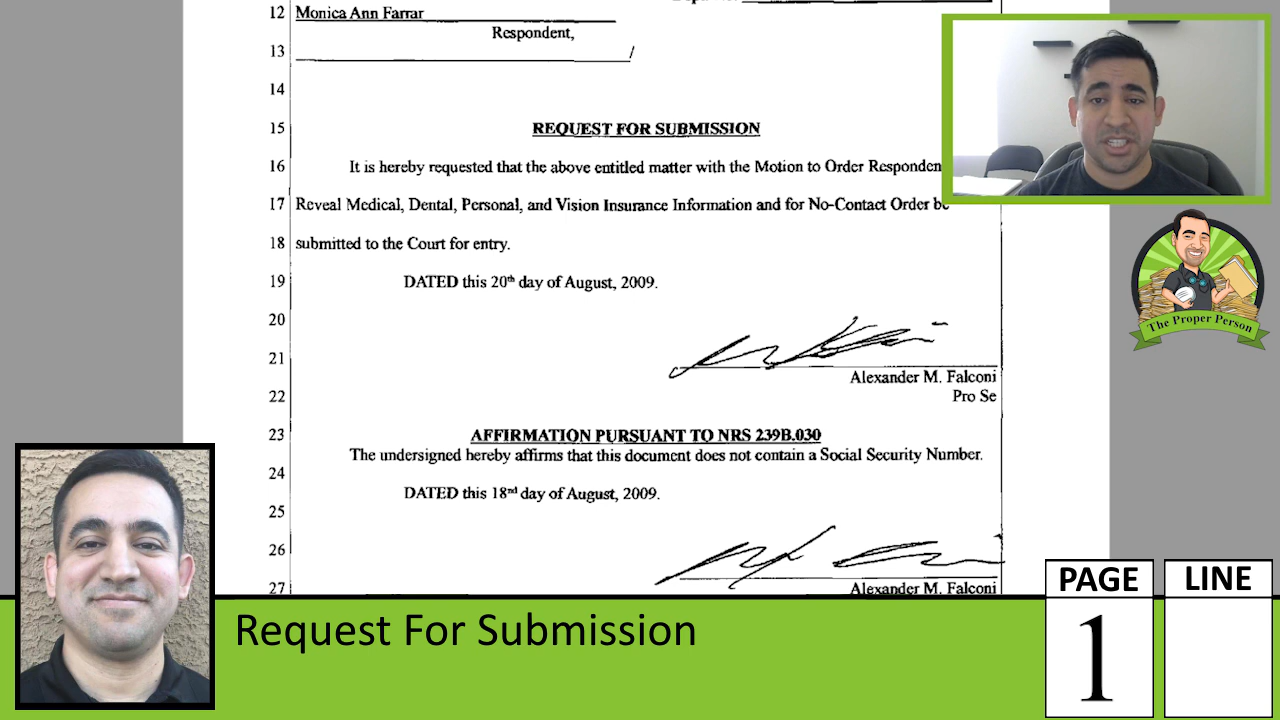 12 Monica Ann Farrar
Respondent,
13 /
14
15 REQUEST FOR SUBMISSION
16 It is hereby requested that the above entitled matter with the Motion to Order
17 Reveal Medical, Dental, Personal, and Vision Insurance Information and for No-Contact Order
18 submitted to the Court for entry.
19 DATED this 20th day of August, 2009.
20
21
Alexander M. Falconi
22 Pro Se
23 AFFIRMATION PURSUANT TO NRS 239B.030
The undersigned hereby affirms that this document does not contain a Social Security Number.
24
DATED this 18nd day of August, 2009.
25
26
27 Alexander M. Falconi
The Proper Person
Request For Submission
PAGE
1
LINE